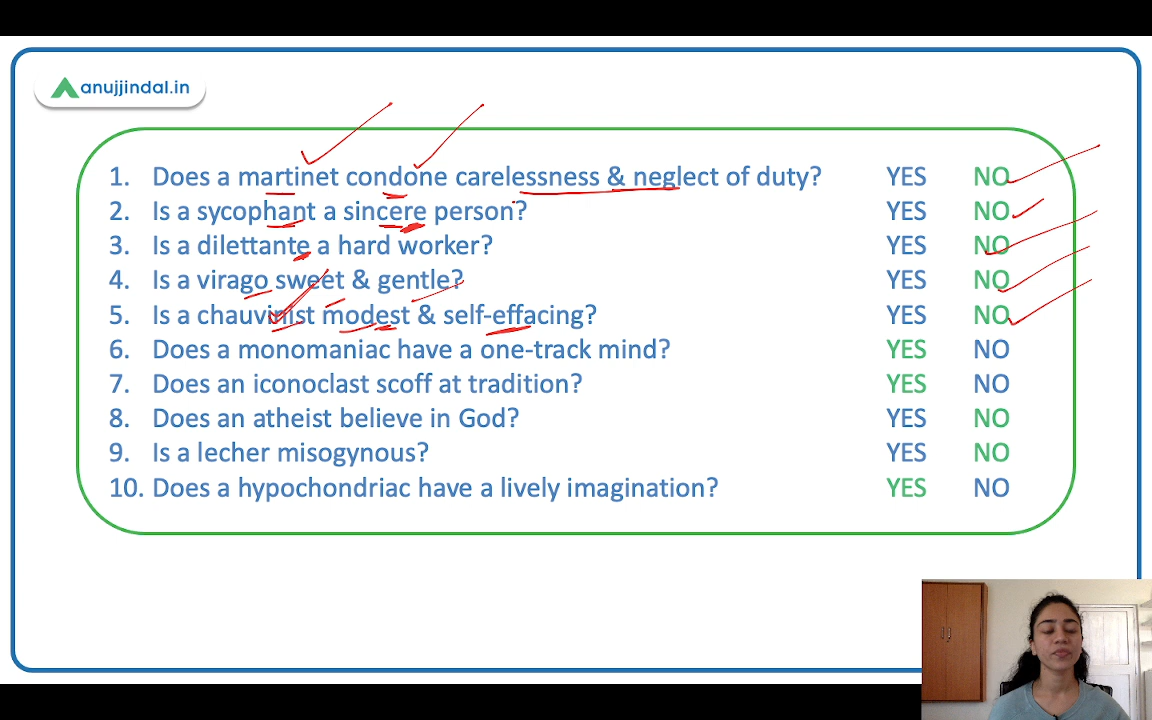 anujjindal.in
1. Does a martinet condone carelessness & neglect of duty? YES NO
2. Is a sycophant a sincere person? YES NO
3. Is a dilettante a hard worker? YES NO
4. Is a virago sweet & gentle? YES NO
5. Is a chauvinist modest & self-effacing? YES NO
6. Does a monomaniac have a one-track mind? YES NO
7. Does an iconoclast scoff at tradition? YES NO
8. Does an atheist believe in God? YES NO
9. Is a lecher misogynous? YES NO
10. Does a hypochondriac have a lively imagination? YES NO